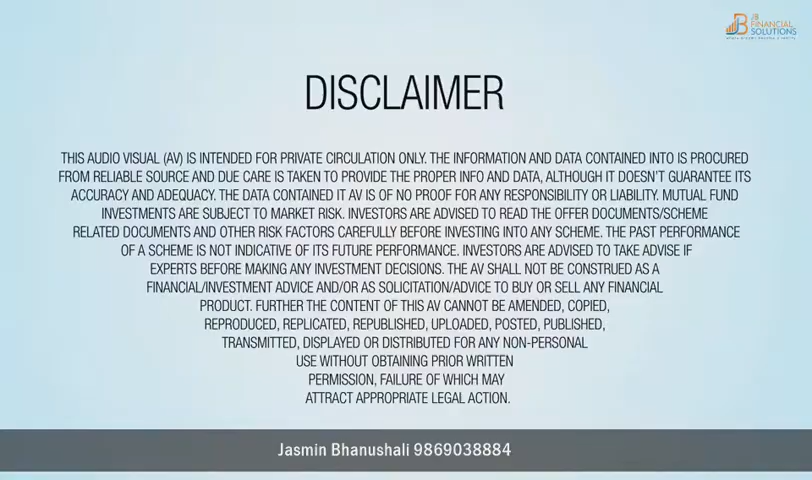 JB
FINANCIAL
SOLUTIONS
DISCLAIMER
THIS AUDIO VISUAL (AV) IS INTENDED FOR PRIVATE CIRCULATION ONLY. THE INFORMATION AND DATA CONTAINED INTO IS PROCURED
FROM RELIABLE SOURCE AND DUE CARE IS TAKEN TO PROVIDE THE PROPER INFO AND DATA, ALTHOUGH IT DOESN'T GUARANTEE ITS
ACCURACY AND ADEQUACY. THE DATA CONTAINED IT AV IS OF NO PROOF FOR ANY RESPONSIBILITY OR LIABILITY. MUTUAL FUND
INVESTMENTS ARE SUBJECT TO MARKET RISK. INVESTORS ARE ADVISED TO READ THE OFFER DOCUMENTS/SCHEME
RELATED DOCUMENTS AND OTHER RISK FACTORS CAREFULLY BEFORE INVESTING INTO ANY SCHEME. THE PAST PERFORMANCE
OF A SCHEME IS NOT INDICATIVE OF ITS FUTURE PERFORMANCE. INVESTORS ARE ADVISED TO TAKE ADVISE IF
EXPERTS BEFORE MAKING ANY INVESTMENT DECISIONS. THE AV SHALL NOT BE CONSTRUED AS A
FINANCIAL/INVESTMENT ADVICE AND/OR AS SOLICITATION/ADVICE TO BUY OR SELL ANY FINANCIAL
PRODUCT. FURTHER THE CONTENT OF THIS AV CANNOT BE AMENDED, COPIED,
REPRODUCED, REPLICATED, REPUBLISHED, UPLOADED, POSTED, PUBLISHED,
TRANSMITTED, DISPLAYED OR DISTRIBUTED FOR ANY NON-PERSONAL
USE WITHOUT OBTAINING PRIOR WRITTEN
PERMISSION, FAILURE OF WHICH MAY
ATTRACT APPROPRIATE LEGAL ACTION.
Jasmin Bhanushali 9869038884